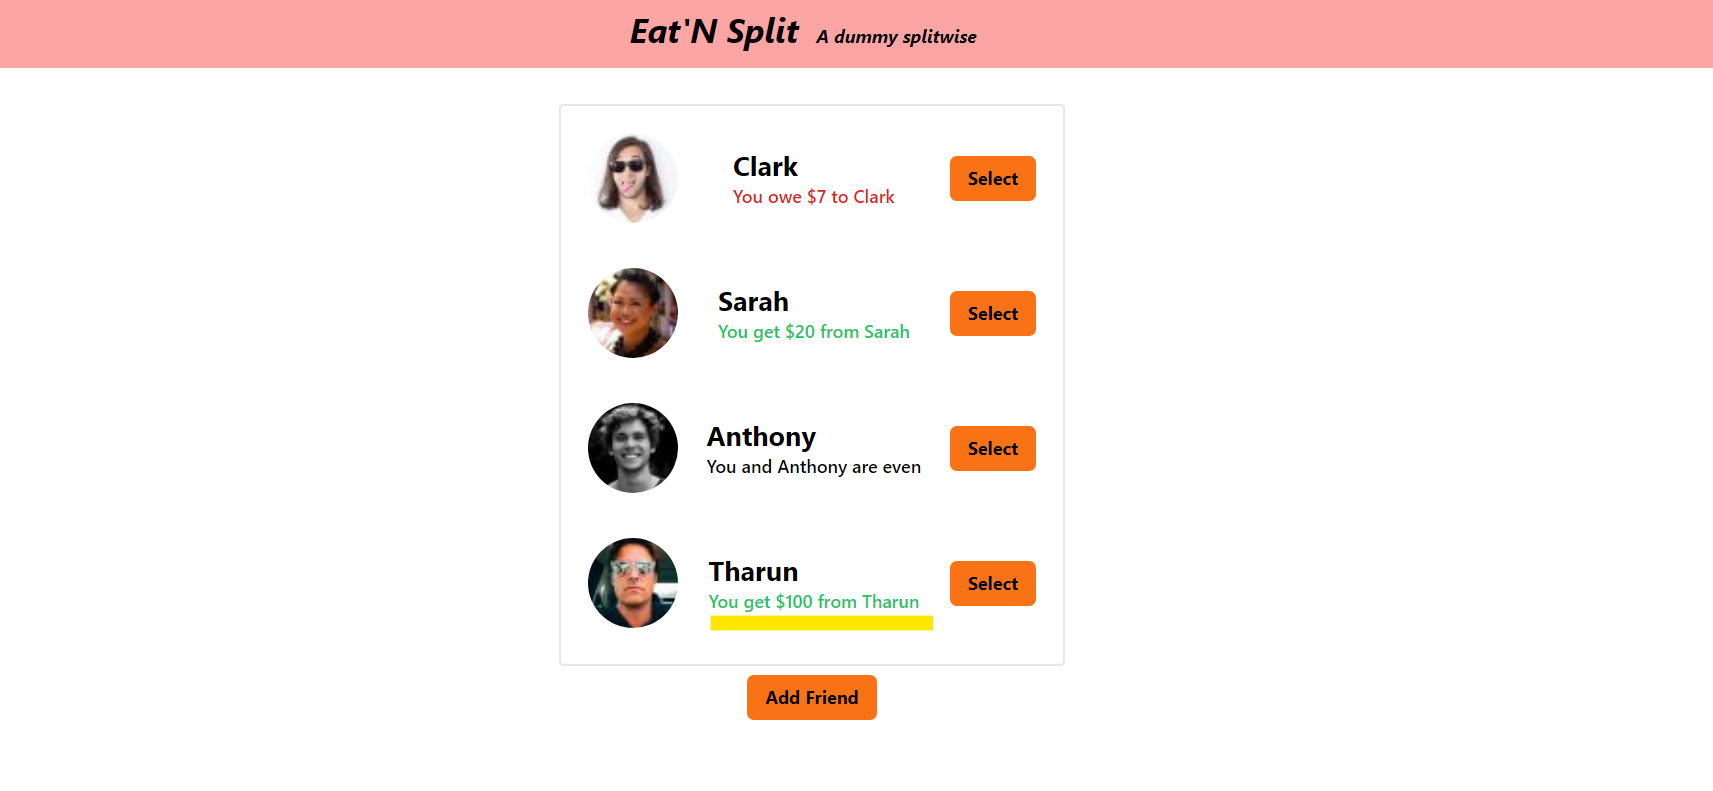 Eat'N Split A dummy splitwise
Clark
You owe $7 to Clark
Select
Sarah
You get $20 from Sarah
Select
Anthony
You and Anthony are even
Select
Tharun
You get $100 from Tharun
Select
Add Friend